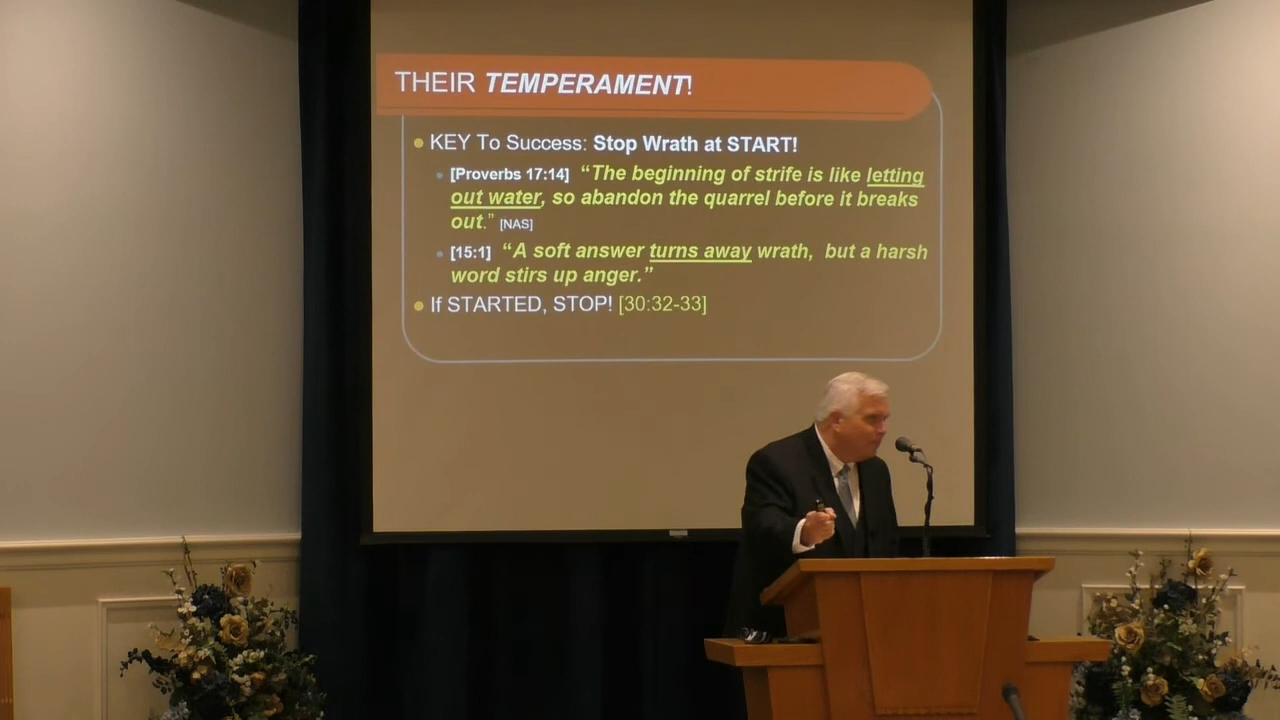 THEIR TEMPERAMENT!
KEY To Success: Stop Wrath at START!
[Proverbs 17:14] “The beginning of strife is like letting
out water, so abandon the quarrel before it breaks
out.” [NAS]
[15:1] “A soft answer turns away wrath, but a harsh
word stirs up anger.”
If STARTED, STOP! [30:32-33]